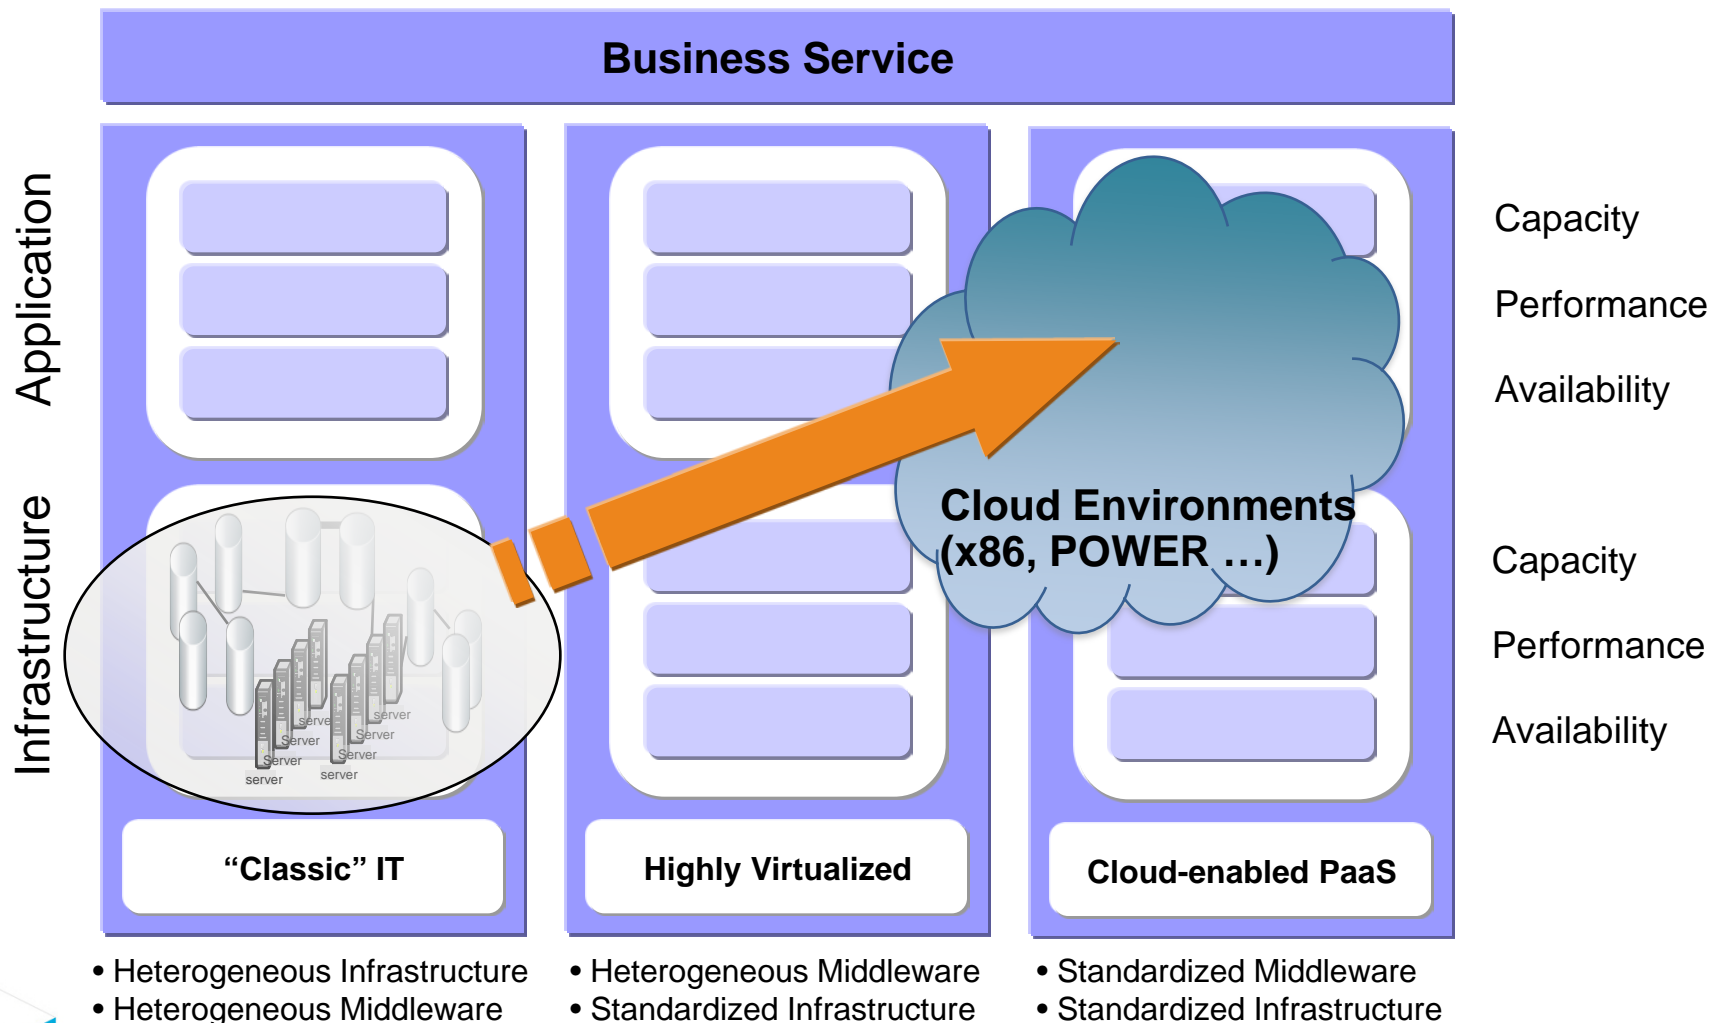 Business Service
Application
Capacity
Performance
Availability
Infrastructure
Cloud Environments
(x86, POWER …)
Capacity
Performance
Availability
server
server
Server
Server
Server
Server
server
server
“Classic” IT
Highly Virtualized
Cloud-enabled PaaS
• Heterogeneous Infrastructure
• Heterogeneous Middleware
• Heterogeneous Middleware
• Standardized Infrastructure
• Standardized Middleware
• Standardized Infrastructure